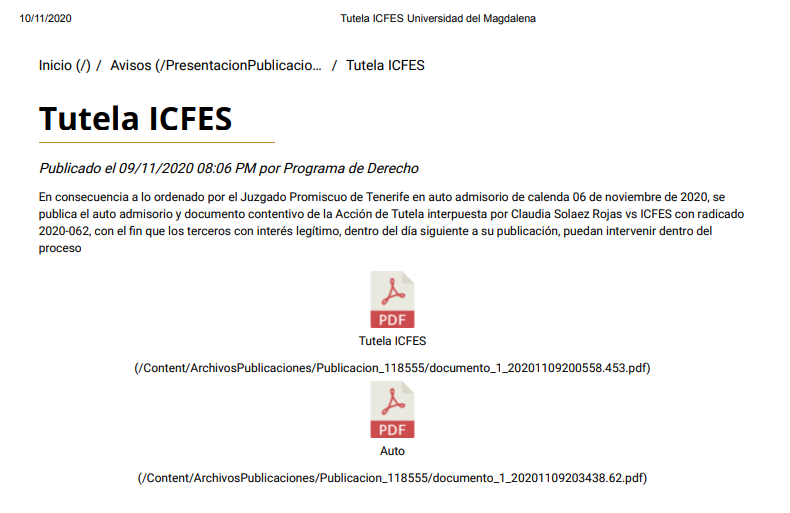 10/11/2020 Tutela ICFES Universidad del Magdalena
Inicio (/) / Avisos (/PresentacionPublicacio... / Tutela ICFES
Tutela ICFES
Publicado el 09/11/2020 08:06 PM por Programa de Derecho
En consecuencia a lo ordenado por el Juzgado Promiscuo de Tenerife en auto admisorio de calenda 06 de noviembre de 2020, se
publica el auto admisorio y documento contentivo de la Acción de Tutela interpuesta por Claudia Solaez Rojas vs ICFES con radicado
2020-062, con el fin que los terceros con interés legítimo, dentro del día siguiente a su publicación, puedan intervenir dentro del
proceso
PDF
Tutela ICFES
(/Content/ArchivosPublicaciones/Publicacion_118555/documento_1_20201109200558.453.pdf)
PDF
Auto
(/Content/ArchivosPublicaciones/Publicacion_118555/documento_1_20201109203438.62.pdf)